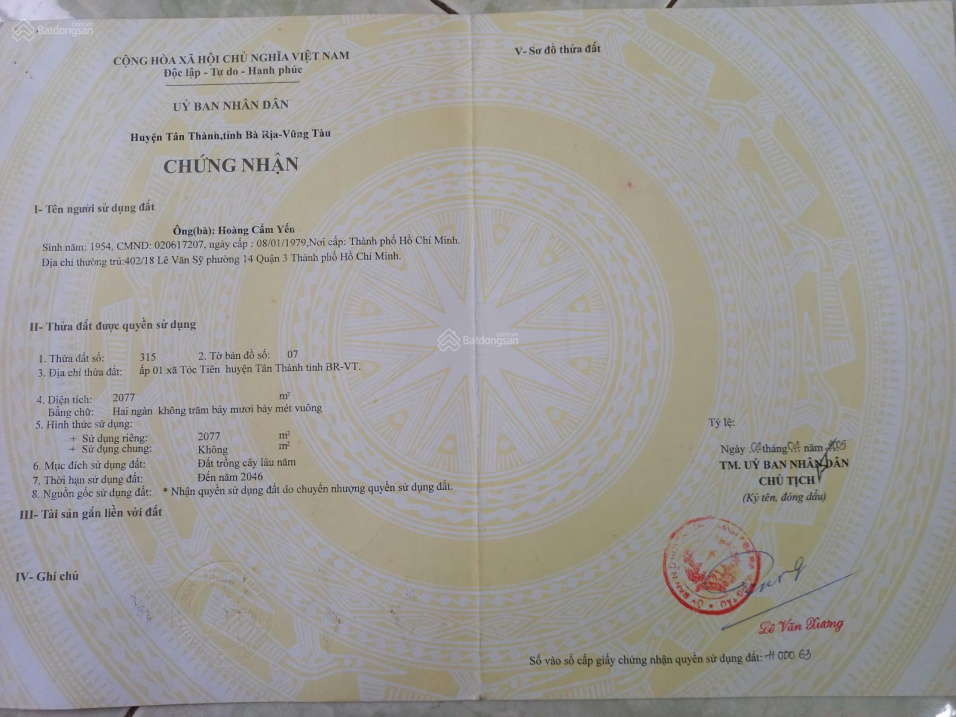 Batdongsan
CỘNG HÒA XÃ HỘI CHỦ NGHĨA VIỆT NAM
Độc lập - Tự do - Hạnh phúc
UỶ BAN NHÂN DÂN
Huyện Tân Thành,tỉnh Bà Rịa-Vũng Tàu
CHỨNG NHẬN
I- Tên người sử dụng đất
Ông(bà): Hoàng Cẩm Yến
Sinh năm: 1954, CMND: 020617207, ngày cấp : 08/01/1979,Nơi cấp: Thành phố Hồ Chí Minh.
Địa chỉ thường trú:402/18 Lê Văn Sỹ phường 14 Quận 3 Thành phố Hồ Chí Minh.
II- Thửa đất được quyền sử dụng
1. Thửa đất số: 315 2. Tờ bản đồ số: 07
3. Địa chỉ thửa đất: ấp 01 xã Tóc Tiên huyện Tân Thành tỉnh BR-VT.
4. Diện tích: 2077 m²
Bằng chữ: Hai ngàn không trăm bảy mươi bảy mét vuông
5. Hình thức sử dụng:
+ Sử dụng riêng: 2077 m²
+ Sử dụng chung: Không m²
6. Mục đích sử dụng đất: Đất trồng cây lâu năm
7. Thời hạn sử dụng đất: Đến năm 2046
8. Nguồn gốc sử dụng đất: * Nhận quyền sử dụng đất do chuyển nhượng quyền sử dụng đất.
III- Tài sản gắn liền với đất
IV- Ghi chú
V- Sơ đồ thửa đất
Batdongsan
Tỷ lệ:
Ngày tháng năm
TM. UỶ BAN NHÂN DÂN
CHỦ TỊCH
(Ký tên, đóng dấu)
Lê Văn Xương
Số vào sổ cấp giấy chứng nhận quyền sử dụng đất: H 000 63